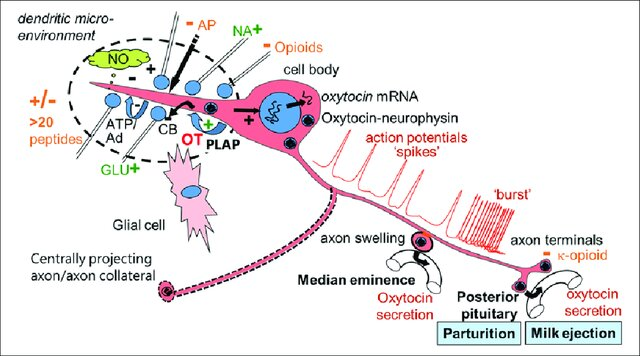 dendritic micro-
environment
- AP
NA+
- Opioids
NO
+
-
cell body
+/-
>20
peptides
-
ATP/
Ad
CB
+
OT
PLAP
+
oxytocin mRNA
Oxytocin-neurophysin
action potentials
'spikes'
GLU+
Glial cell
'burst'
Centrally projecting
axon/axon collateral
axon swelling
axon terminals
- κ-opioid
Median eminence
Oxytocin
secretion
Posterior
pituitary
oxytocin
secretion
Parturition
Milk ejection